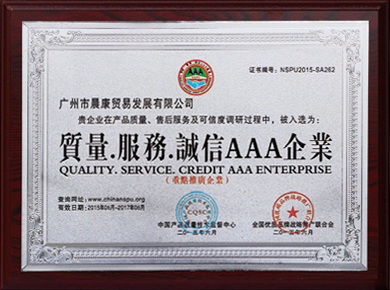 AAA
证书编号：NSPU2015-SA262
广州市晨康贸易发展有限公司
贵企业在产品质量、售后服务及可信度调研过程中，被入选为：
質量.服務.誠信AAA企業
QUALITY. SERVICE. CREDIT AAA ENTERPRISE
（重點推廣企業）
查询网址：www.chinanspu.org
有效日期：2015年06月-2017年06月
CQSC
中国产品质量性 监督中心
全国优质品牌战略推广联合会
二〇一五年六月
二〇一五年六月